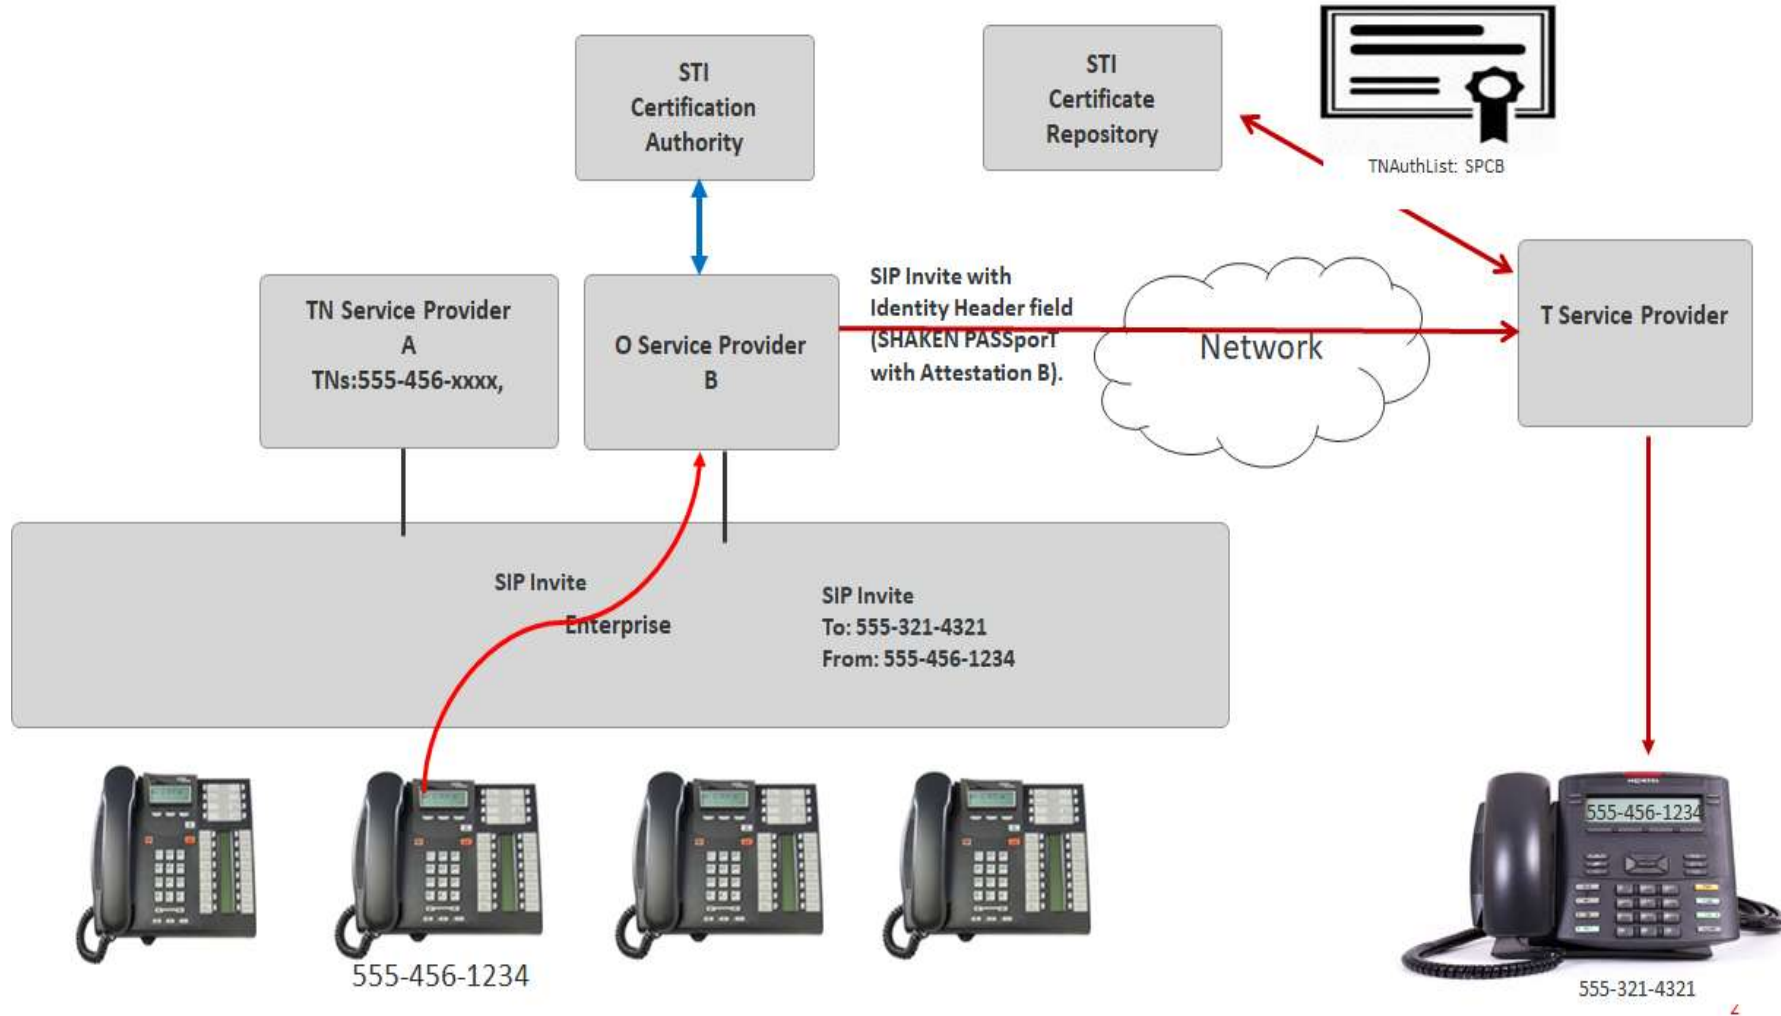 STI
Certification
Authority
STI
Certificate
Repository
TNAuthList: SPCB
TN Service Provider
A
TNs:555-456-xxxx,
O Service Provider
B
SIP Invite with
Identity Header field
(SHAKEN PASSporT
with Attestation B).
Network
T Service Provider
SIP Invite
Enterprise
SIP Invite
To: 555-321-4321
From: 555-456-1234
555-456-1234
555-456-1234
555-321-4321
2